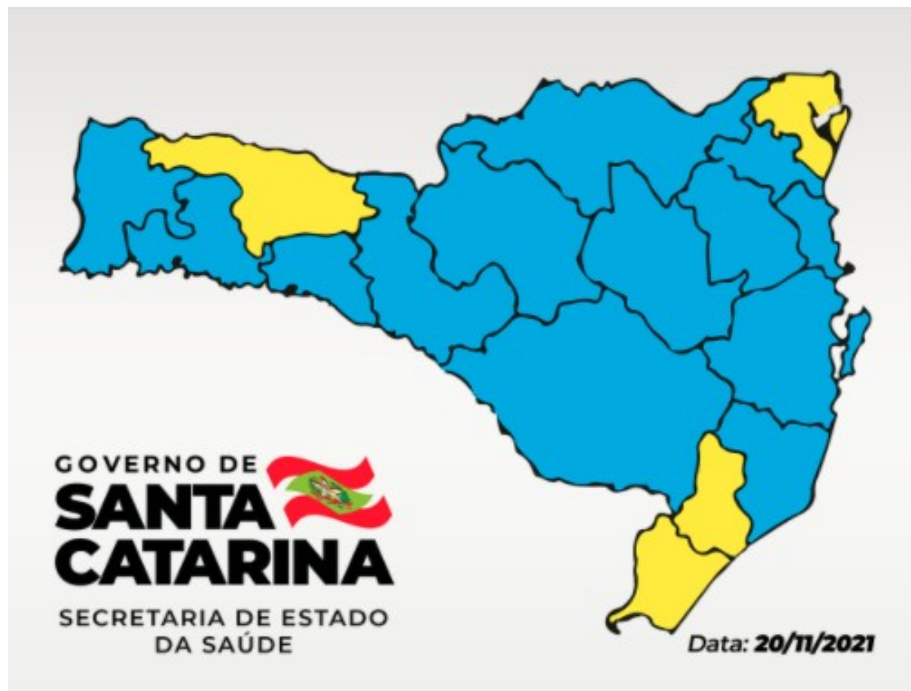 GOVERNO DE
SANTA
CATARINA
SECRETARIA DE ESTADO
DA SAÚDE
Data: 20/11/2021